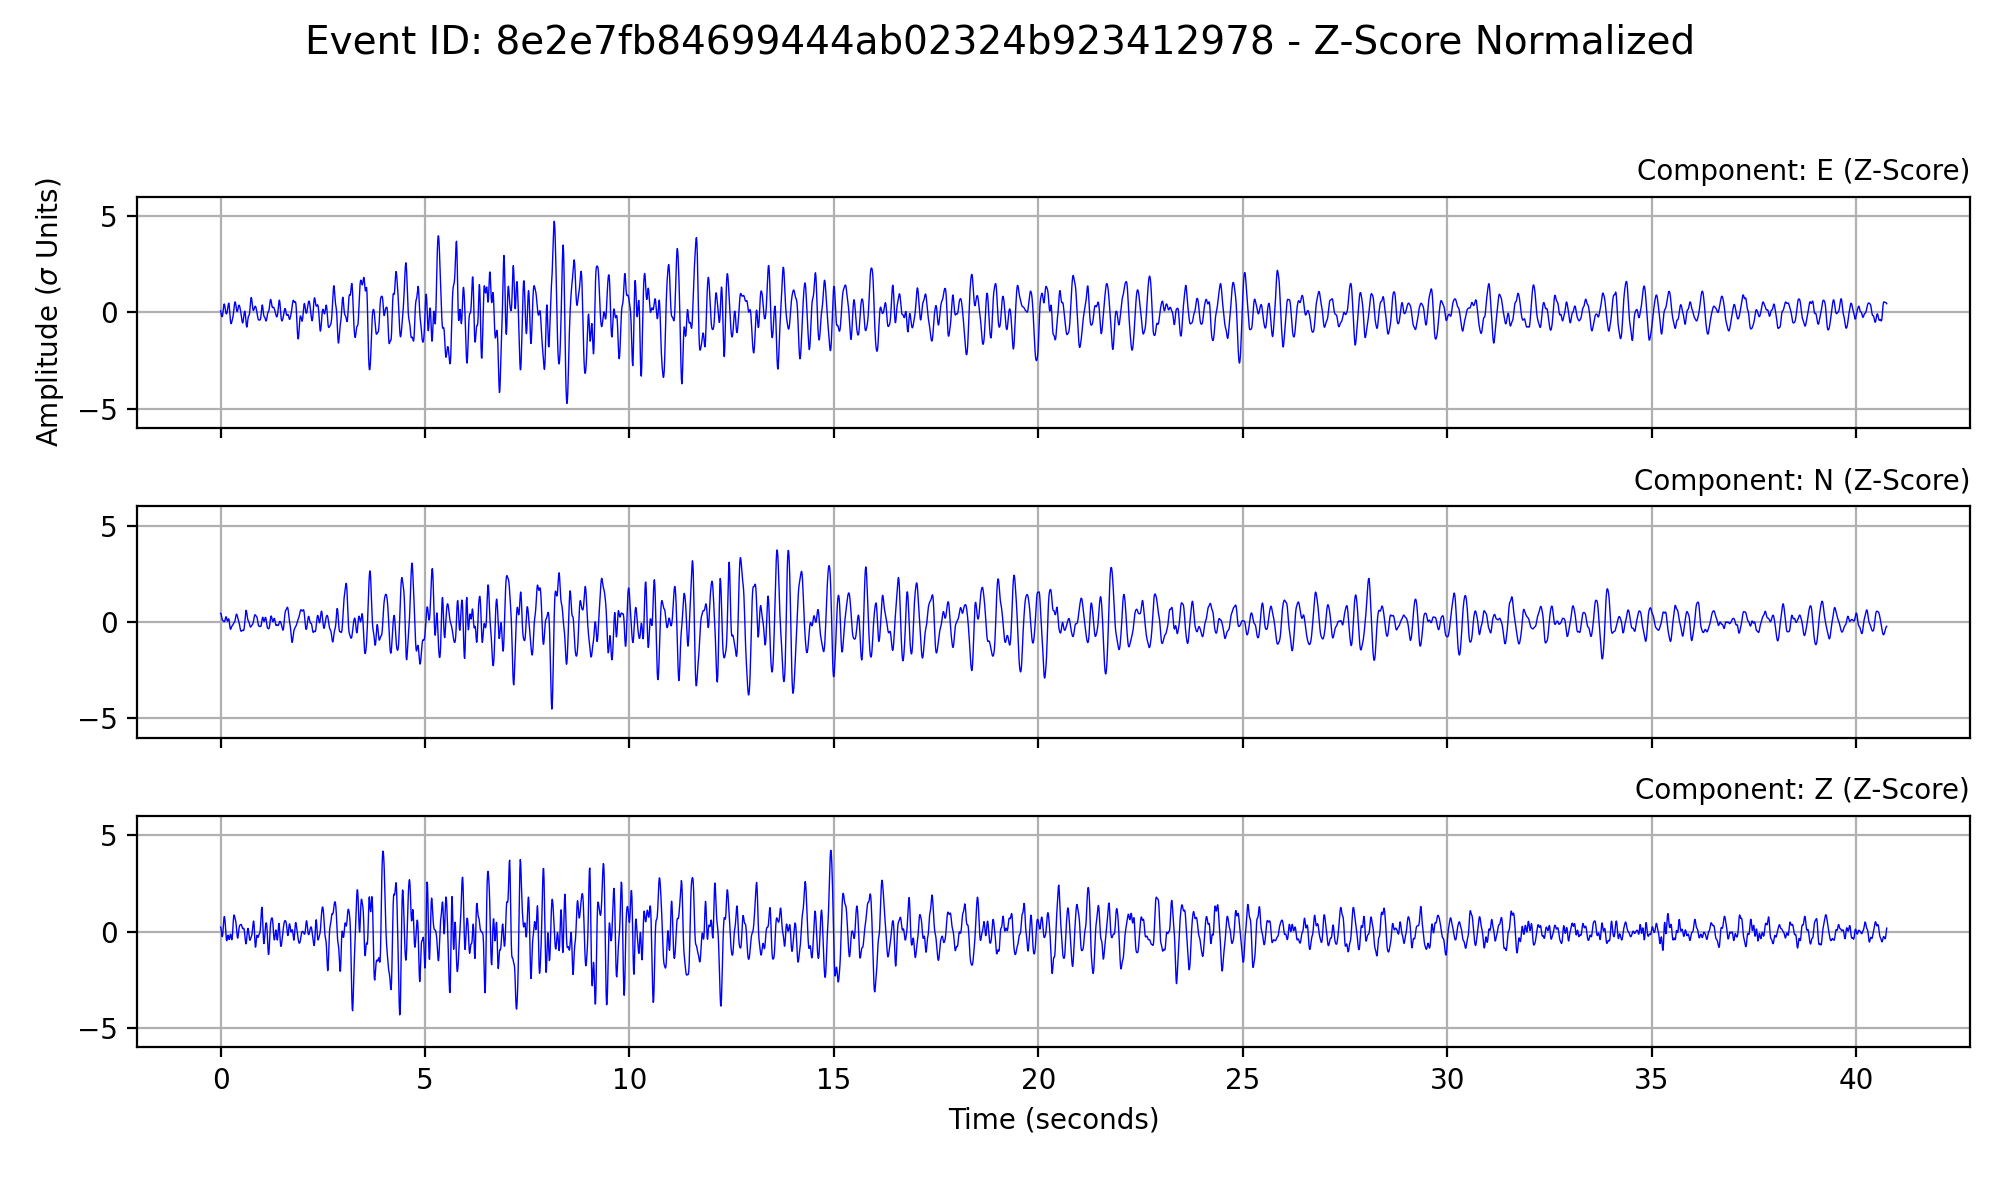 Event ID: 8e2e7fb84699444ab02324b923412978 - Z-Score Normalized
Component: E (Z-Score)
Amplitude (σ Units)
5
0
−5
Component: N (Z-Score)
5
0
−5
Component: Z (Z-Score)
5
0
−5
0 5 10 15 20 25 30 35 40
Time (seconds)